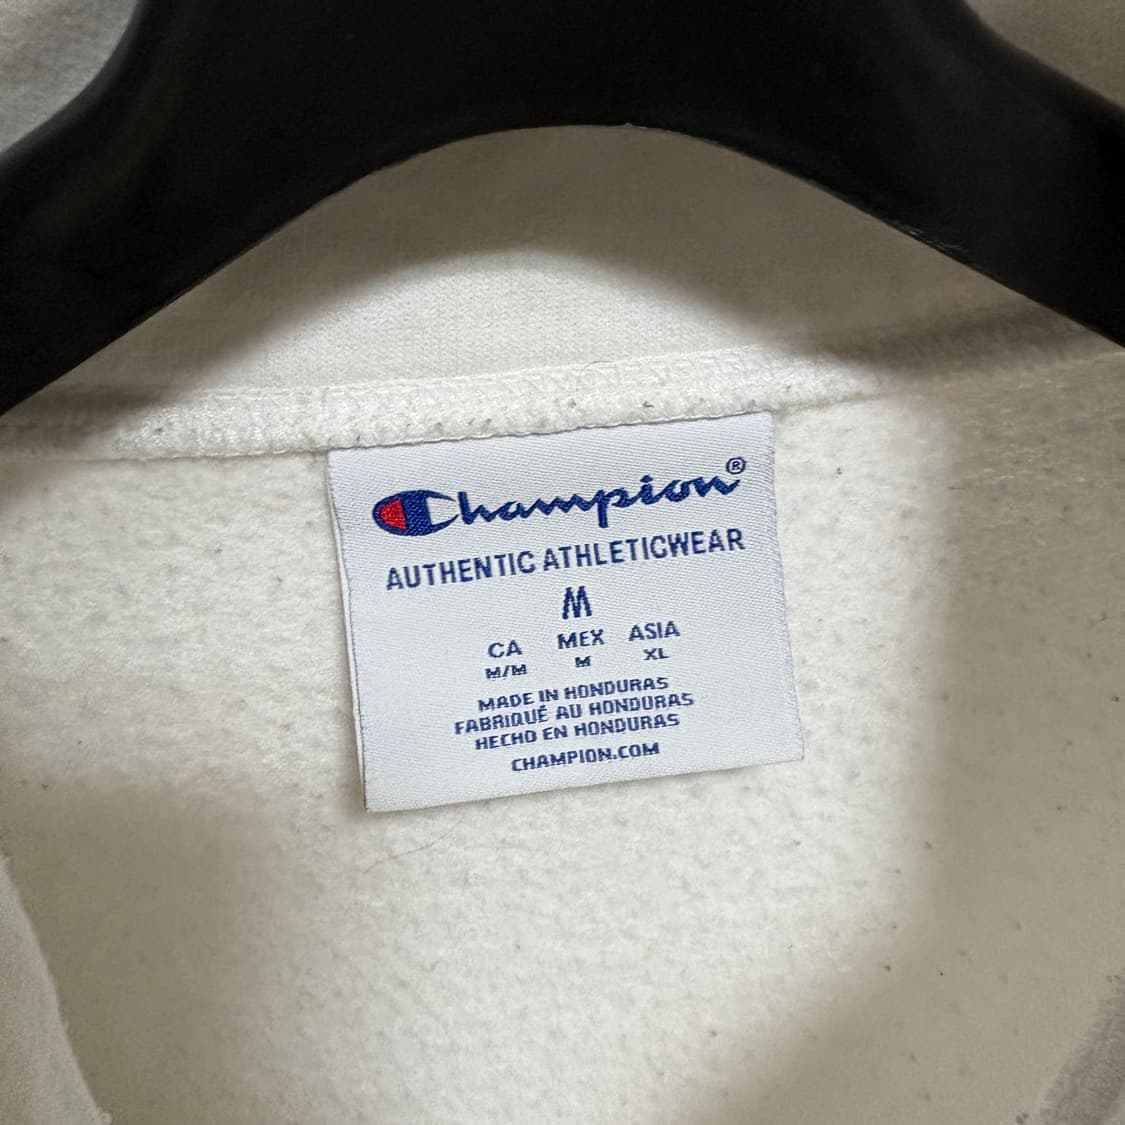 Champion®
AUTHENTIC ATHLETICWEAR
M
CA MEX ASIA
M/M M XL
MADE IN HONDURAS
FABRIQUÉ AU HONDURAS
HECHO EN HONDURAS
CHAMPION.COM